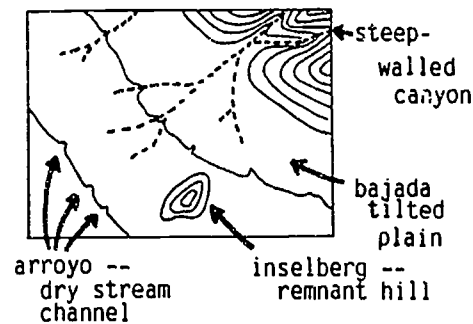 steep-
walled
canyon
bajada
tilted
plain
arroyo --
dry stream
channel
inselberg --
remnant hill